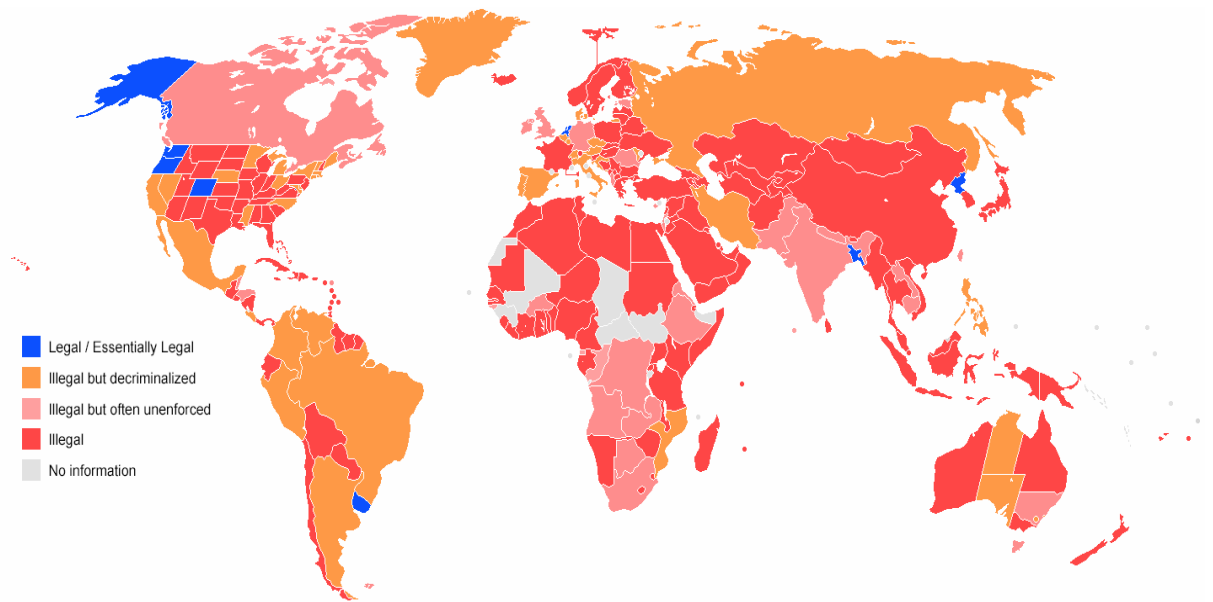 Legal / Essentially Legal
Illegal but decriminalized
Illegal but often unenforced
Illegal
No information